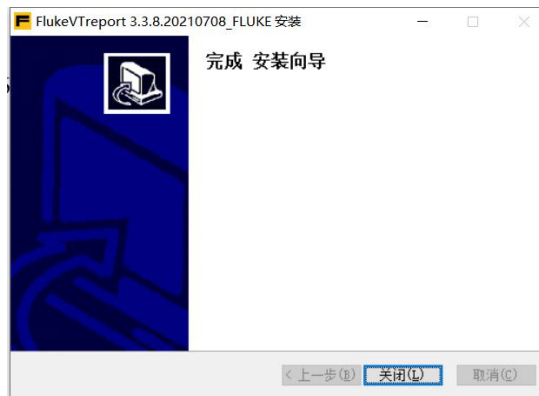 FlukeVTreport 3.3.8.20210708_FLUKE 安装
完成 安装向导
< 上一步(B)
关闭(L)
取消(C)